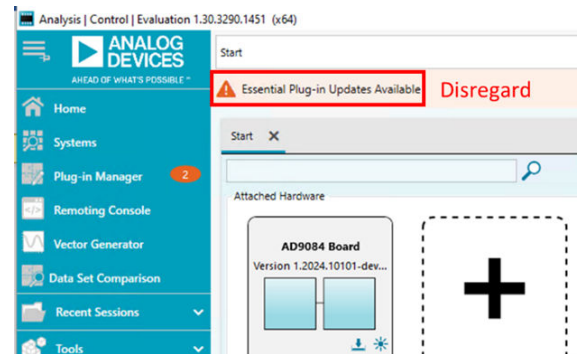 Analysis | Control | Evaluation 1.30.3290.1451 (x64)
ANALOG
DEVICES
AHEAD OF WHAT'S POSSIBLE™
Home
Systems
Plug-in Manager 2
Remoting Console
Vector Generator
Data Set Comparison
Recent Sessions
Tools
Start
Essential Plug-in Updates Available
Disregard
Start
Attached Hardware
AD9084 Board
Version 1.2024.10101-dev...